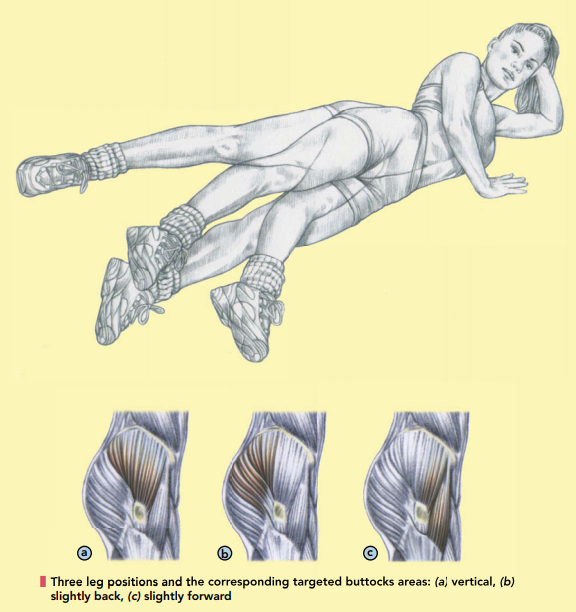 a b c
Three leg positions and the corresponding targeted buttocks areas: (a) vertical, (b)
slightly back, (c) slightly forward